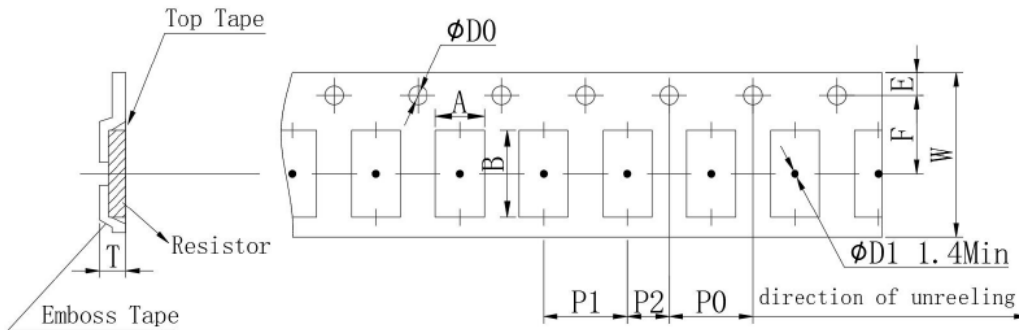 Top Tape
ϕD0
A
B
E
F
W
T
Resistor
Emboss Tape
ϕD1 1.4Min
P1
P2
P0
direction of unreeling